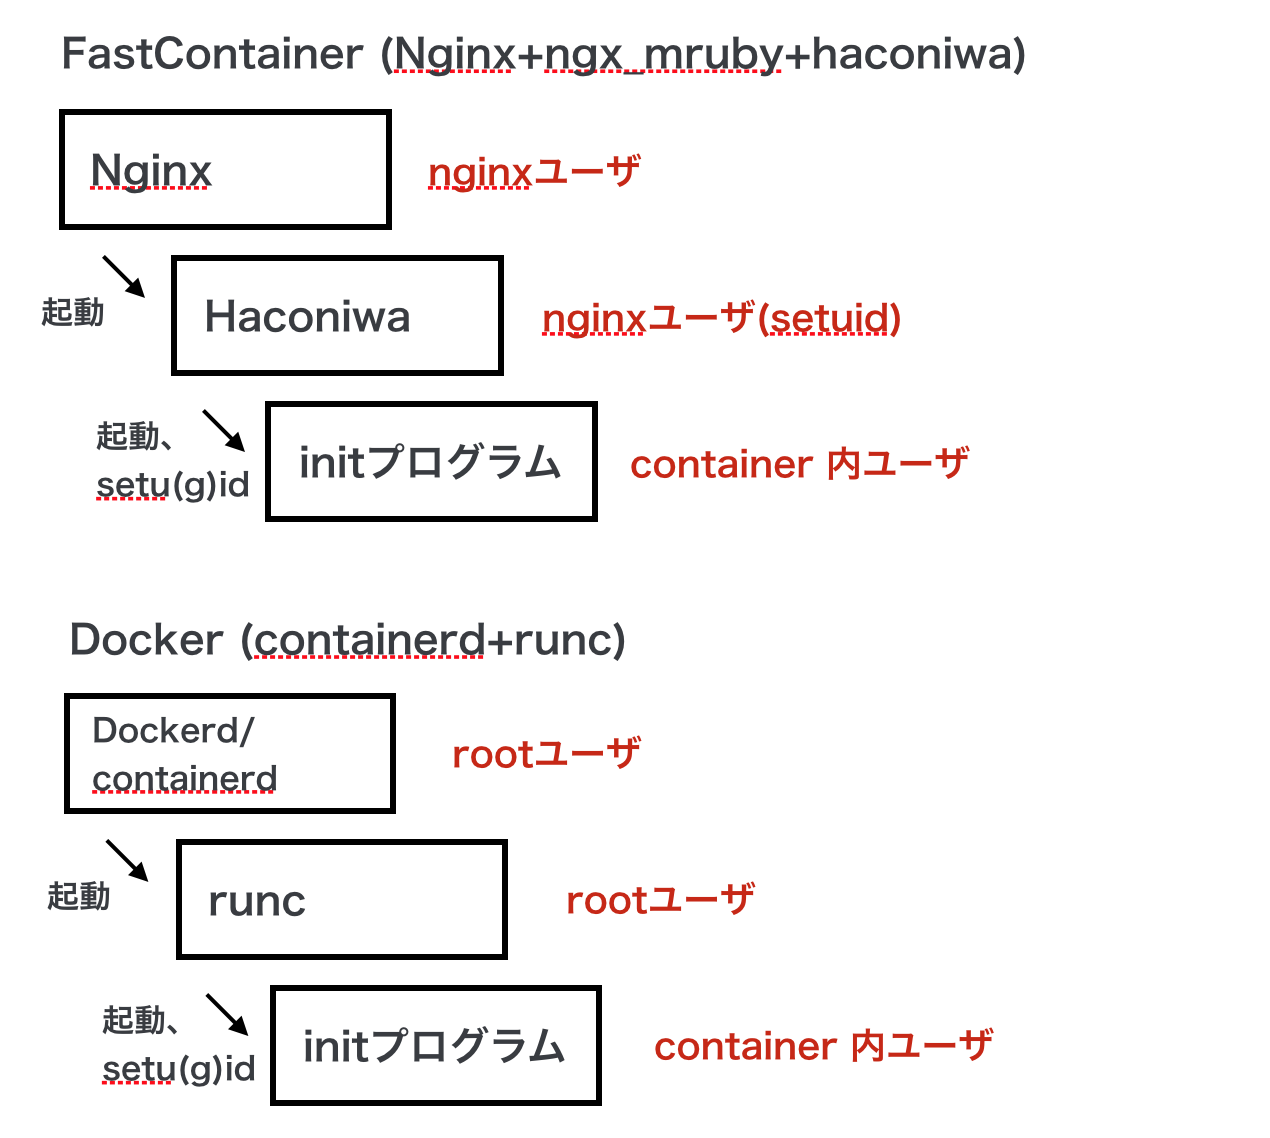 FastContainer (Nginx+ngx_mruby+haconiwa)
Nginx
nginxユーザ
起動
Haconiwa
nginxユーザ(setuid)
起動、
setu(g)id
initプログラム
container 内ユーザ
Docker (containerd+runc)
Dockerd/
containerd
rootユーザ
起動
runc
rootユーザ
起動、
setu(g)id
initプログラム
container 内ユーザ